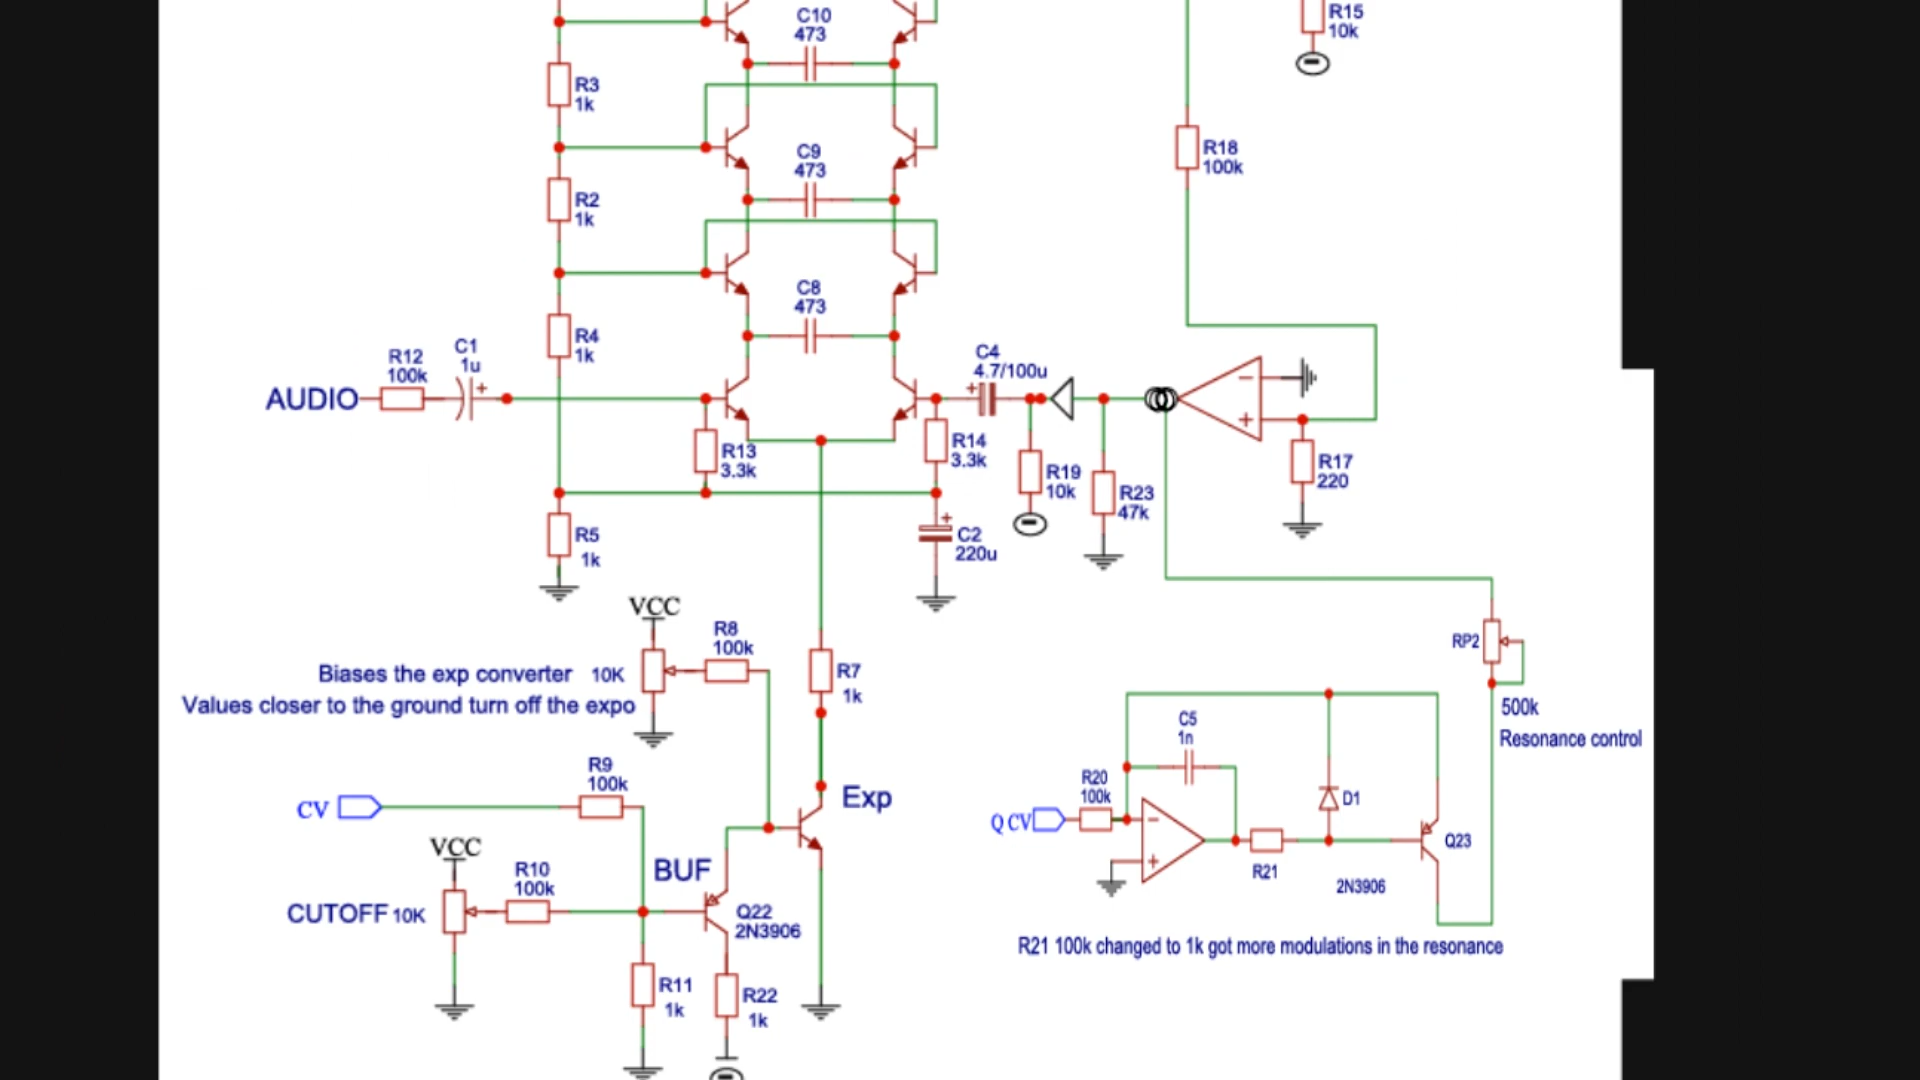 C10
473
R15
10k
R3
1k
C9
473
R18
100k
R2
1k
C8
473
R4
1k
C1
1u
R12
100k
C4
4.7/100u
AUDIO
R13
3.3k
R14
3.3k
R19
10k
R23
47k
R17
220
R5
1k
C2
220u
VCC
R8
100k
RP2
Biases the exp converter 10K
Values closer to the ground turn off the expo
R7
1k
500k
Resonance control
C5
1n
R9
100k
CV
Exp
R20
100k
D1
Q CV
Q23
VCC
R10
100k
BUF
R21
2N3906
CUTOFF 10K
Q22
2N3906
R21 100k changed to 1k got more modulations in the resonance
R11
1k
R22
1k